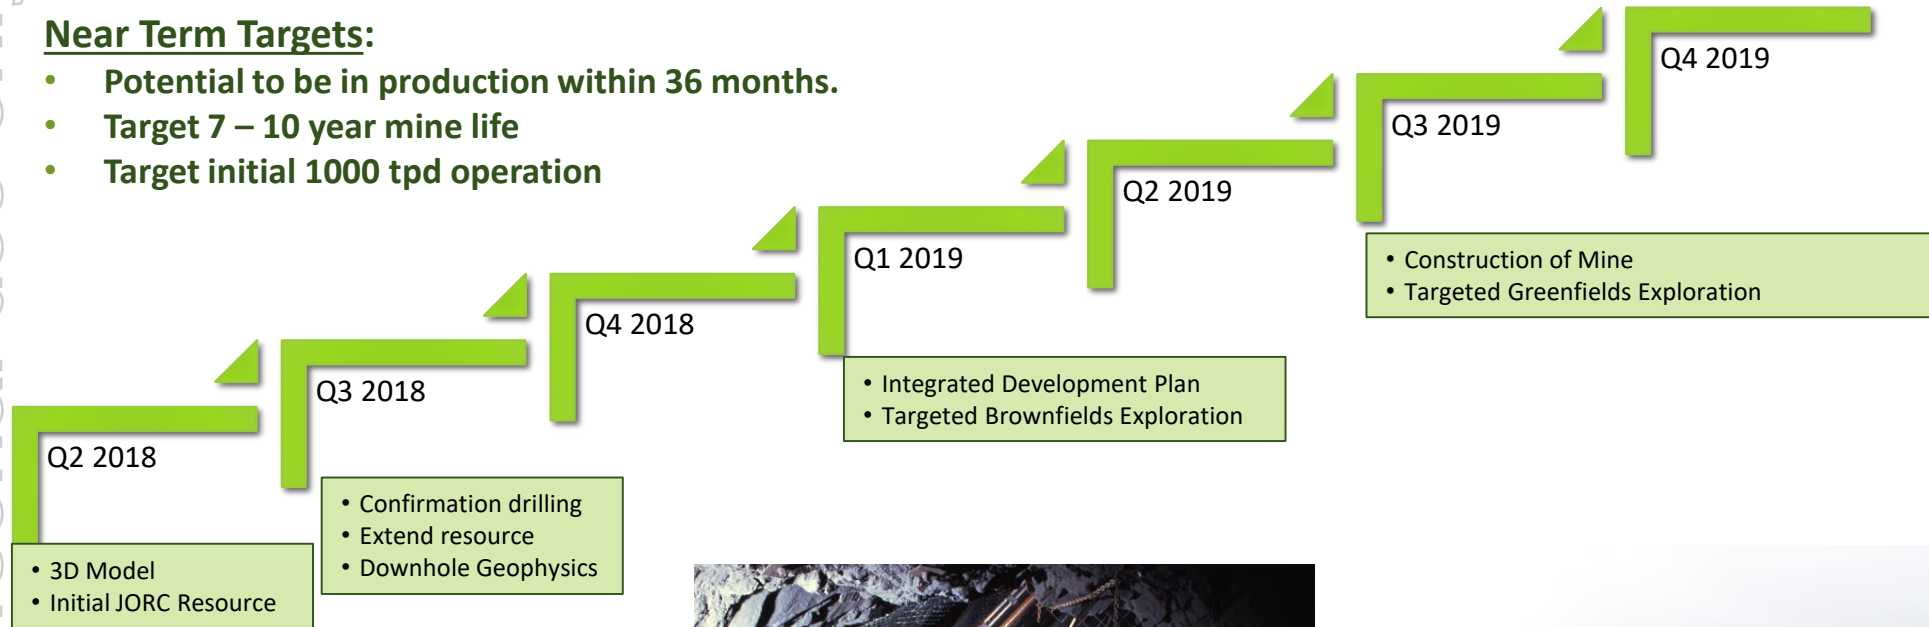 Near Term Targets:
• Potential to be in production within 36 months.
• Target 7 – 10 year mine life
• Target initial 1000 tpd operation
Q4 2019
Q3 2019
Q2 2019
Q1 2019
Q4 2018
Q3 2018
Q2 2018
• Construction of Mine
• Targeted Greenfields Exploration
• Integrated Development Plan
• Targeted Brownfields Exploration
• Confirmation drilling
• Extend resource
• Downhole Geophysics
• 3D Model
• Initial JORC Resource